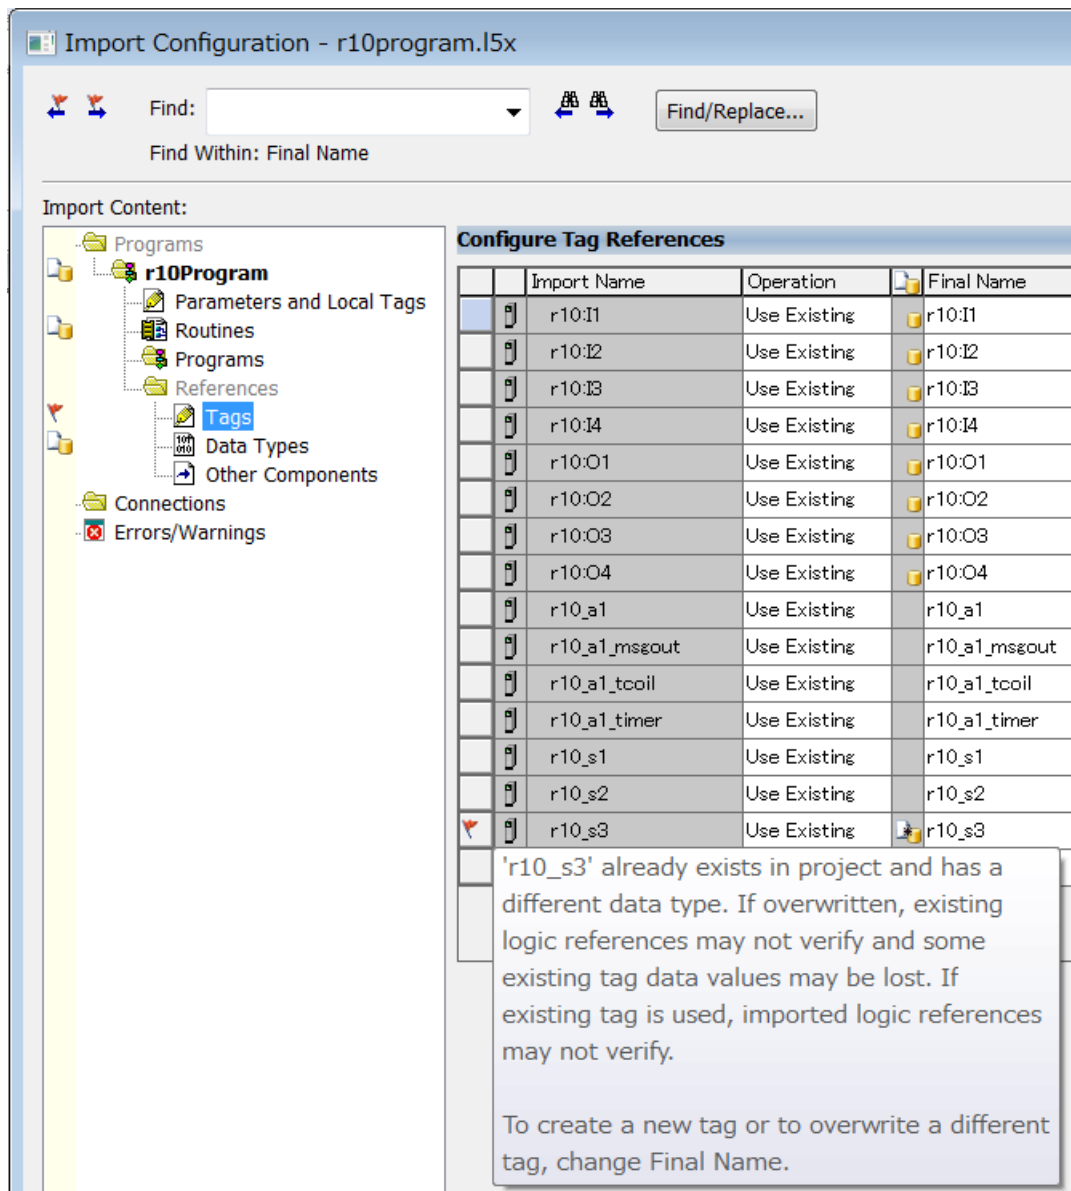 Import Configuration - r10program.l5x
Find:
Find/Replace...
Find Within: Final Name
Import Content:
Programs
r10Program
Parameters and Local Tags
Routines
Programs
References
Tags
Data Types
Other Components
Connections
Errors/Warnings
Configure Tag References
Import Name Operation Final Name
r10:I1 Use Existing r10:I1
r10:I2 Use Existing r10:I2
r10:I3 Use Existing r10:I3
r10:I4 Use Existing r10:I4
r10:O1 Use Existing r10:O1
r10:O2 Use Existing r10:O2
r10:O3 Use Existing r10:O3
r10:O4 Use Existing r10:O4
r10_a1 Use Existing r10_a1
r10_a1_msgout Use Existing r10_a1_msgout
r10_a1_tcoil Use Existing r10_a1_tcoil
r10_a1_timer Use Existing r10_a1_timer
r10_s1 Use Existing r10_s1
r10_s2 Use Existing r10_s2
r10_s3 Use Existing r10_s3
'r10_s3' already exists in project and has a
different data type. If overwritten, existing
logic references may not verify and some
existing tag data values may be lost. If
existing tag is used, imported logic references
may not verify.
To create a new tag or to overwrite a different
tag, change Final Name.